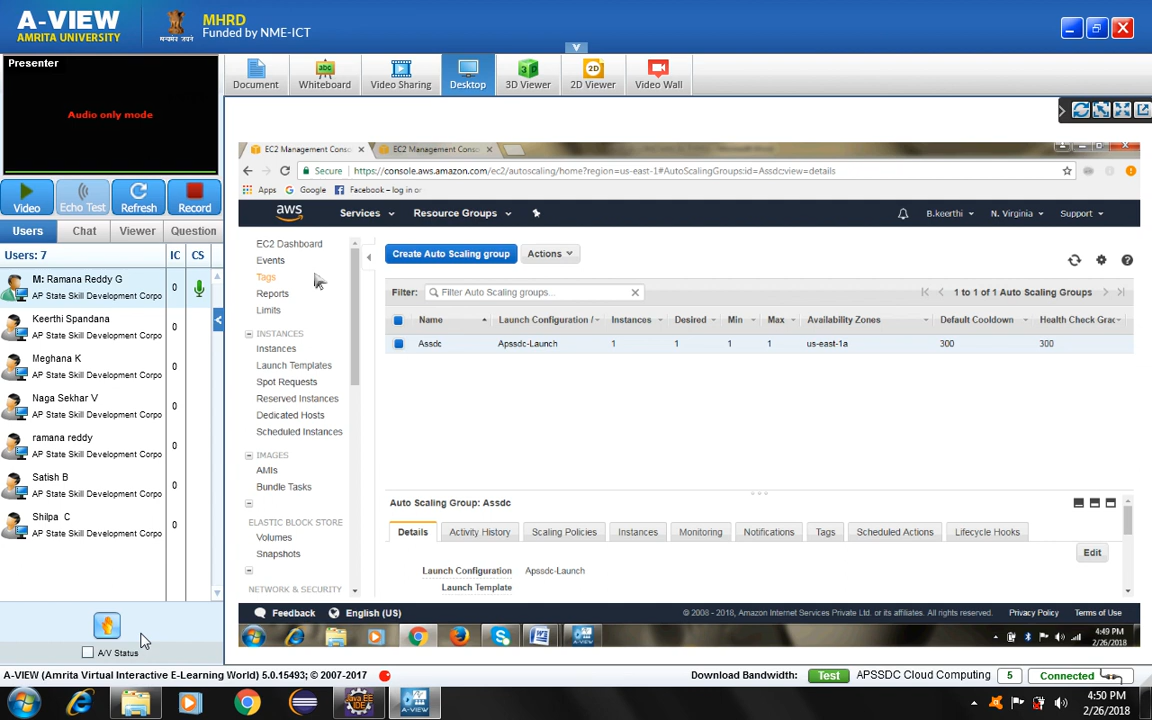 A-VIEW
AMRITA UNIVERSITY
MHRD
Funded by NME-ICT
Presenter
Audio only mode
Document
Whiteboard
Video Sharing
Desktop
3D Viewer
2D Viewer
Video Wall
Video
Echo Test
Refresh
Record
Users
Chat
Viewer
Question
Users: 7
IC
CS
M: Ramana Reddy G
AP State Skill Development Corpo
0
Keerthi Spandana
AP State Skill Development Corpo
0
Meghana K
AP State Skill Development Corpo
0
Naga Sekhar V
AP State Skill Development Corpo
0
ramana reddy
AP State Skill Development Corpo
0
Satish B
AP State Skill Development Corpo
0
Shilpa C
AP State Skill Development Corpo
0
A/V Status
EC2 Management Conso
EC2 Management Conso
Secure
https://console.aws.amazon.com/ec2/autoscaling/home?region=us-east-1#AutoScalingGroups:id=Assdc;view=details
Apps
Google
Facebook – log in or
aws
Services
Resource Groups
B.keerthi
N. Virginia
Support
EC2 Dashboard
Events
Tags
Reports
Limits
INSTANCES
Instances
Launch Templates
Spot Requests
Reserved Instances
Dedicated Hosts
Scheduled Instances
IMAGES
AMIs
Bundle Tasks
ELASTIC BLOCK STORE
Volumes
Snapshots
NETWORK & SECURITY
Create Auto Scaling group
Actions
Filter:
Filter Auto Scaling groups...
1 to 1 of 1 Auto Scaling Groups
Name
Launch Configuration /
Instances
Desired
Min
Max
Availability Zones
Default Cooldown
Health Check Grac
Assdc
Apssdc-Launch
1
1
1
1
us-east-1a
300
300
Auto Scaling Group: Assdc
Details
Activity History
Scaling Policies
Instances
Monitoring
Notifications
Tags
Scheduled Actions
Lifecycle Hooks
Edit
Launch Configuration
Apssdc-Launch
Launch Template
Feedback
English (US)
© 2008 - 2018, Amazon Internet Services Private Ltd. or its affiliates. All rights reserved.
Privacy Policy
Terms of Use
4:49 PM
2/26/2018
A-VIEW (Amrita Virtual Interactive E-Learning World) 5.0.15493; © 2007-2017
Download Bandwidth:
Test
APSSDC Cloud Computing
5
Connected
4:50 PM
2/26/2018